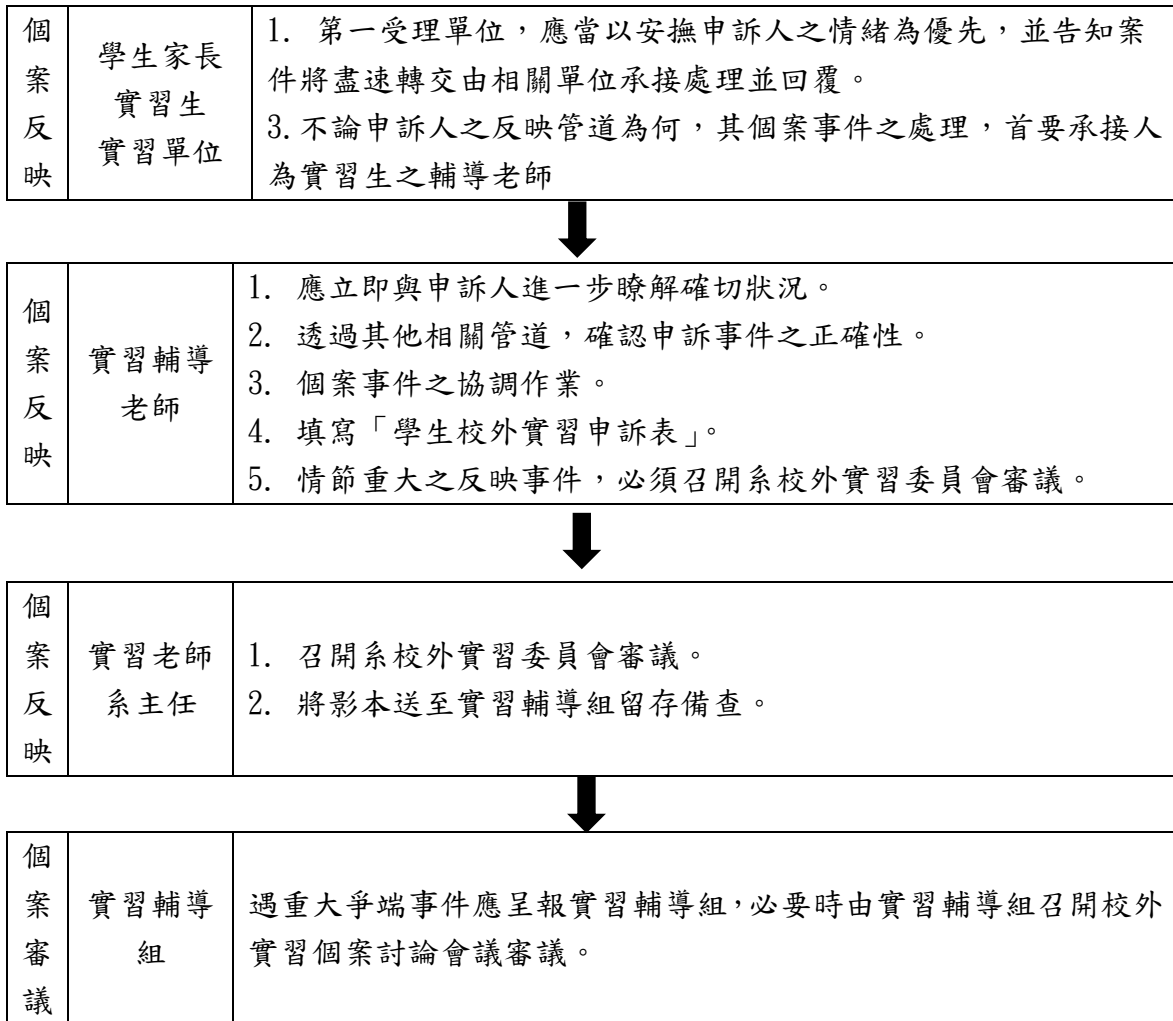 個案反映
學生家長
實習生
實習單位
1. 第一受理單位，應當以安撫申訴人之情緒為優先，並告知案
件將盡速轉交由相關單位承接處理並回覆。
3.不論申訴人之反映管道為何，其個案事件之處理，首要承接人
為實習生之輔導老師
個案反映
實習輔導
老師
1. 應立即與申訴人進一步瞭解確切狀況。
2. 透過其他相關管道，確認申訴事件之正確性。
3. 個案事件之協調作業。
4. 填寫「學生校外實習申訴表」。
5. 情節重大之反映事件，必須召開系校外實習委員會審議。
個案反映
實習老師
系主任
1. 召開系校外實習委員會審議。
2. 將影本送至實習輔導組留存備查。
個案審議
實習輔導
組
遇重大爭端事件應呈報實習輔導組，必要時由實習輔導組召開校外
實習個案討論會議審議。